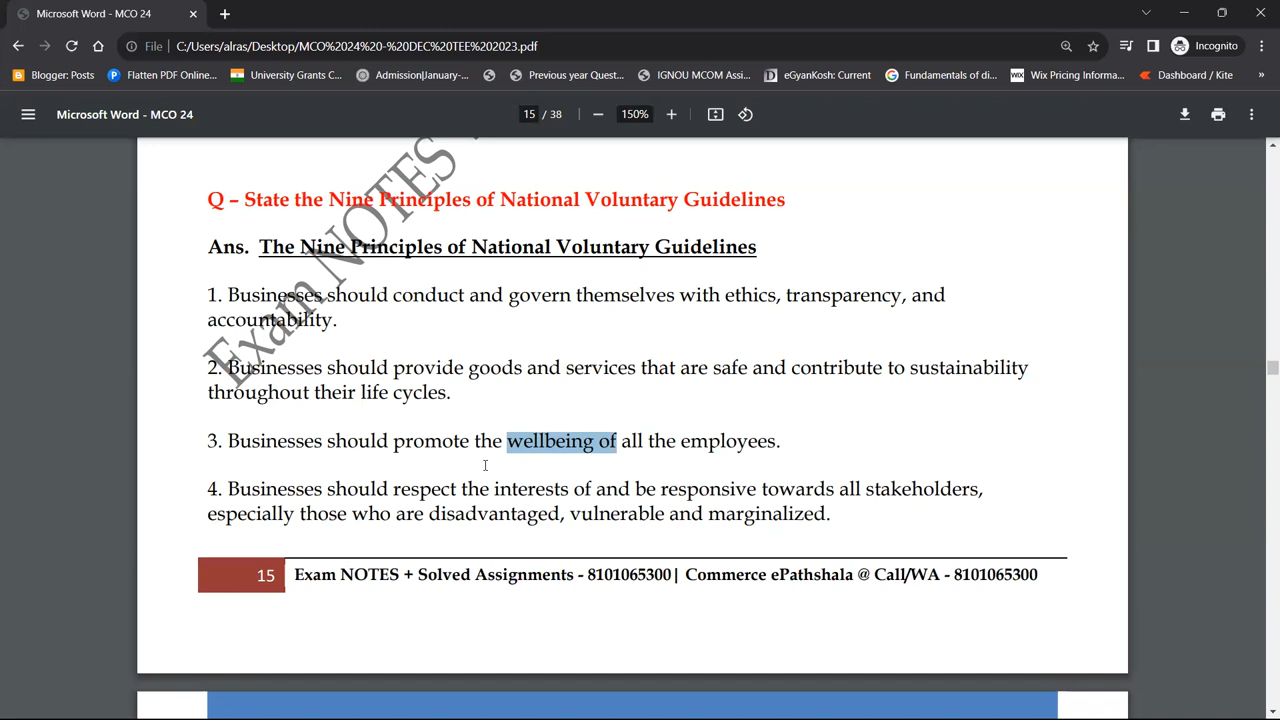 Microsoft Word - MCO 24
File C:/Users/alras/Desktop/MCO%2024%20-%20DEC%20TEE%202023.pdf Incognito
Blogger: Posts Flatten PDF Online... University Grants C... Admission|January-... Previous year Quest... IGNOU MCOM Assi... eGyanKosh: Current Fundamentals of di... WIX Wix Pricing Informa... Dashboard / Kite »
Microsoft Word - MCO 24 15 / 38 150%
Exam NOTES
Q – State the Nine Principles of National Voluntary Guidelines
Ans. The Nine Principles of National Voluntary Guidelines
1. Businesses should conduct and govern themselves with ethics, transparency, and
accountability.
2. Businesses should provide goods and services that are safe and contribute to sustainability
throughout their life cycles.
3. Businesses should promote the wellbeing of all the employees.
4. Businesses should respect the interests of and be responsive towards all stakeholders,
especially those who are disadvantaged, vulnerable and marginalized.
15 Exam NOTES + Solved Assignments - 8101065300| Commerce ePathshala @ Call/WA - 8101065300